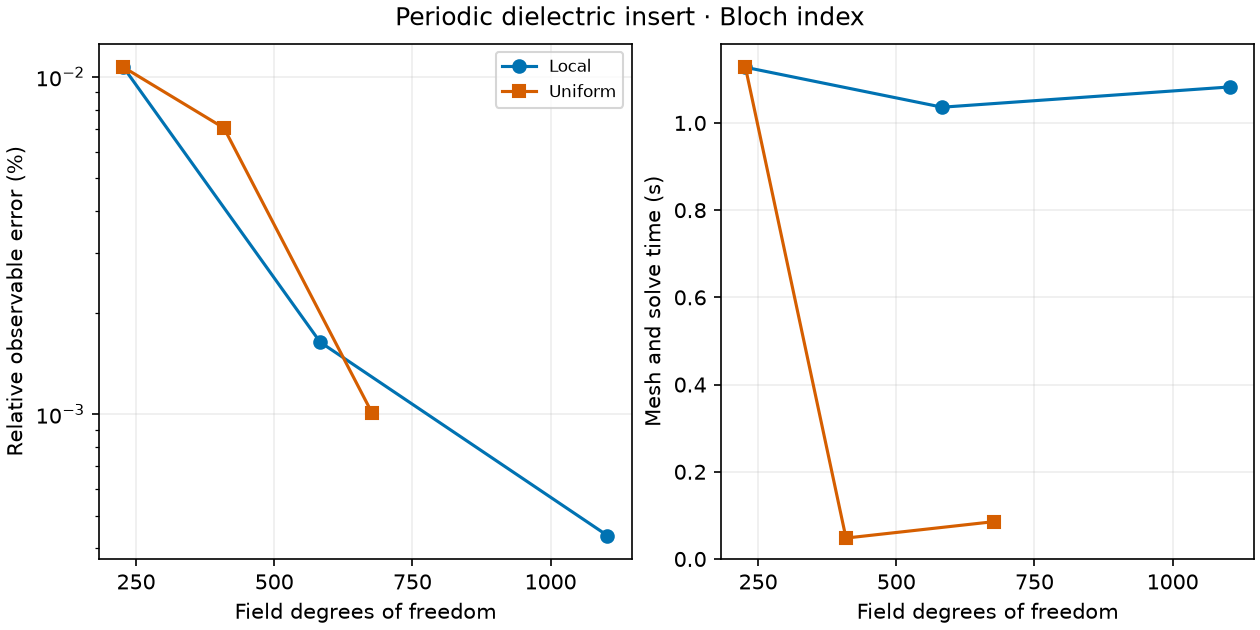 Periodic dielectric insert · Bloch index
Relative observable error (%)
10⁻²
10⁻³
Local
Uniform
250 500 750 1000
Field degrees of freedom
Mesh and solve time (s)
1.0
0.8
0.6
0.4
0.2
0.0
250 500 750 1000
Field degrees of freedom